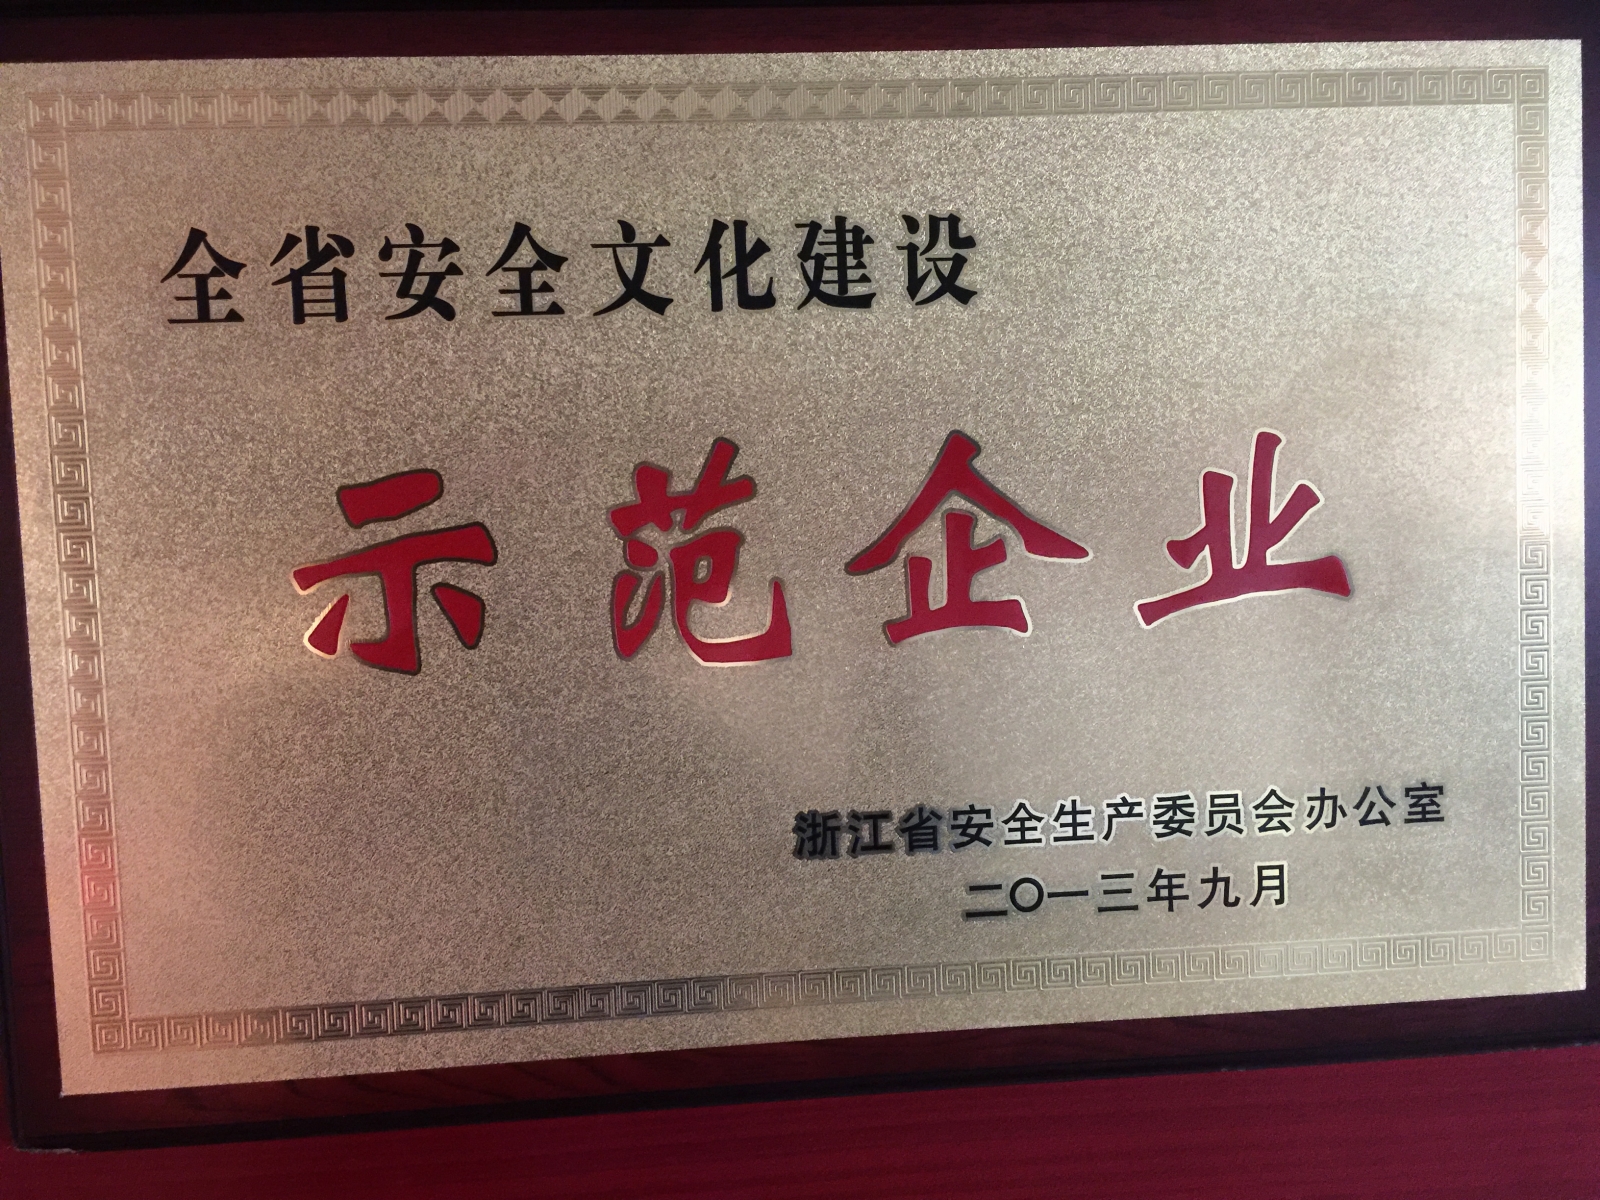 全省安全文化建设
示范企业
浙江省安全生产委员会办公室
二〇一三年九月